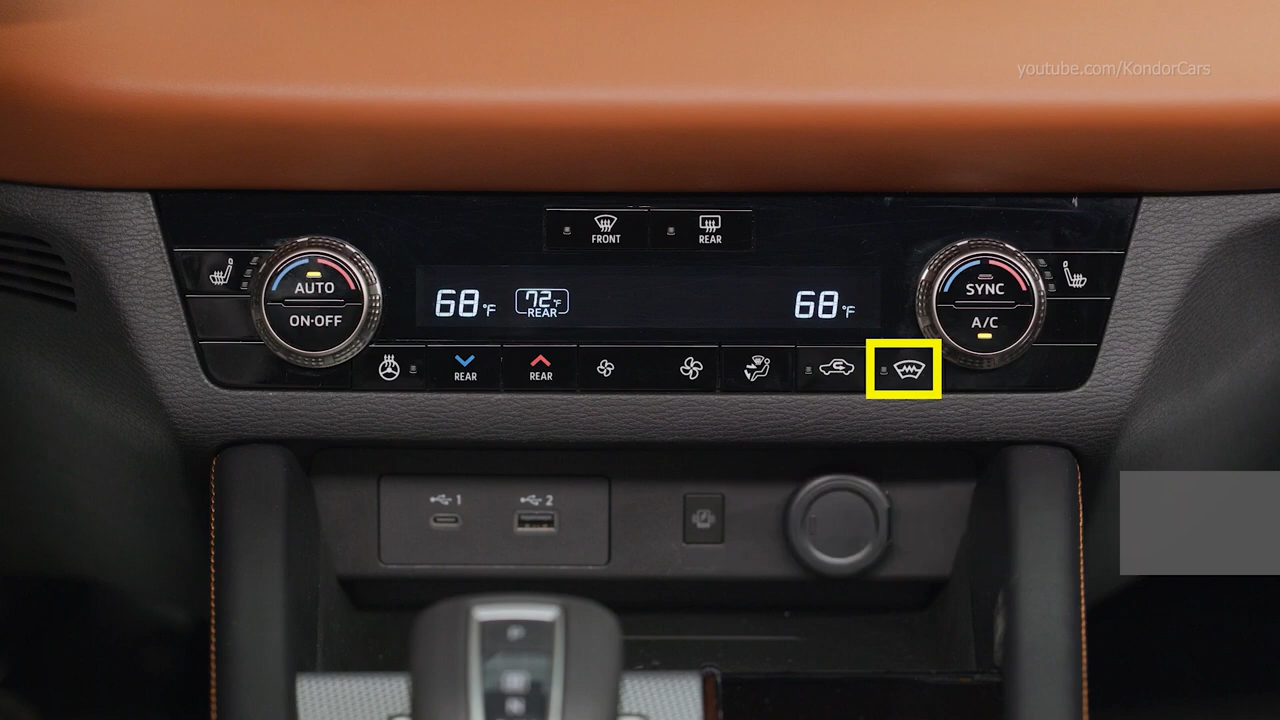 youtube.com/KondorCars
FRONT
REAR
AUTO
ON·OFF
68°F
72°F
REAR
68°F
SYNC
A/C
REAR
REAR
1
2
P